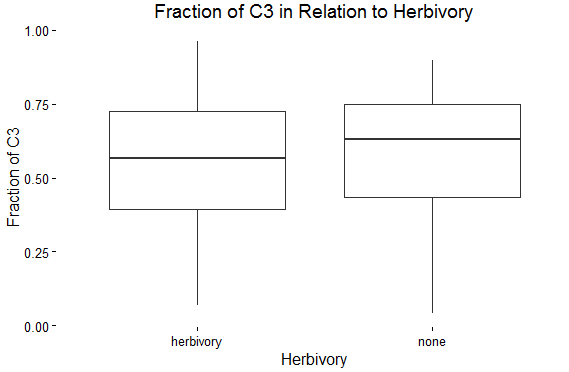 Fraction of C3 in Relation to Herbivory
Fraction of C3
1.00
0.75
0.50
0.25
0.00
herbivory none
Herbivory